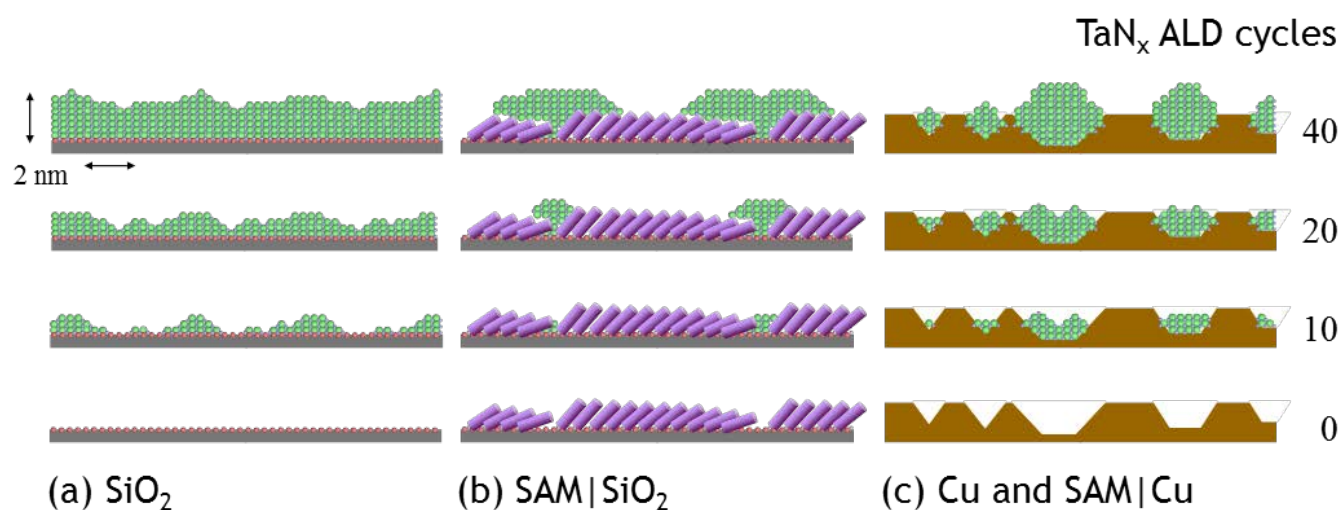 TaNₓ ALD cycles
40
2 nm
20
10
0
(a) SiO₂
(b) SAM|SiO₂
(c) Cu and SAM|Cu